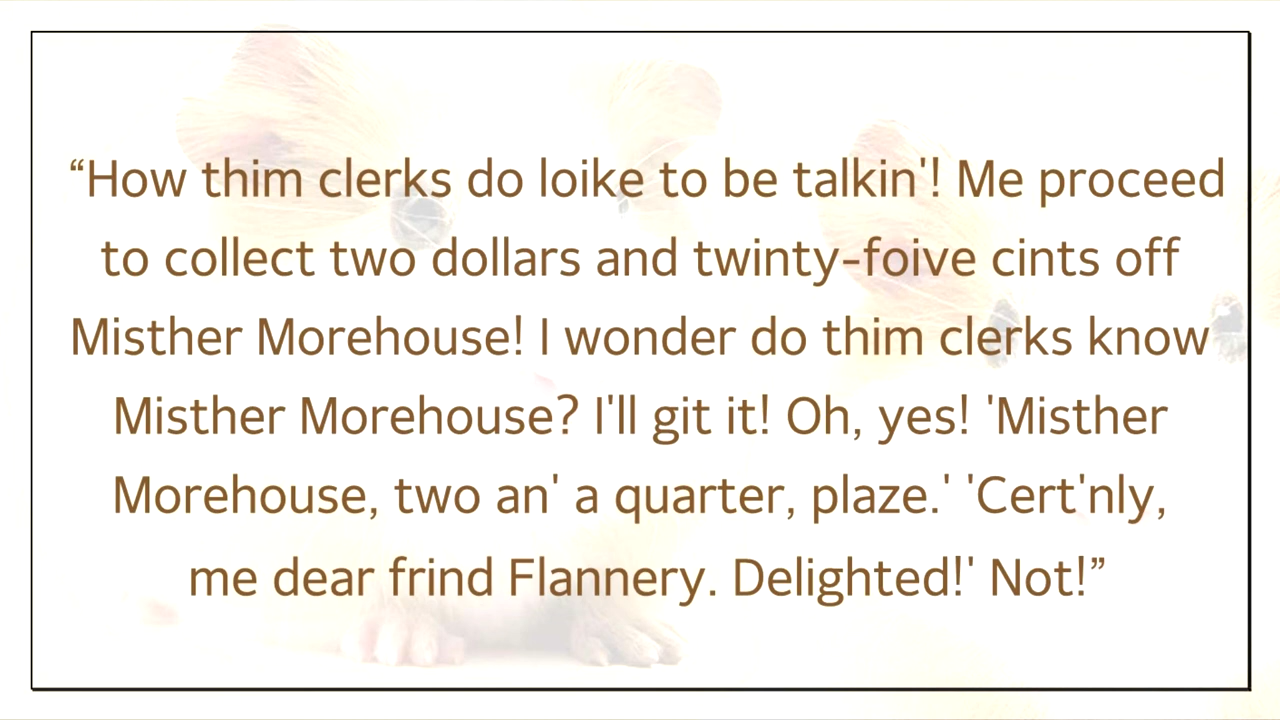 “How thim clerks do loike to be talkin'! Me proceed
to collect two dollars and twinty-foive cints off
Misther Morehouse! I wonder do thim clerks know
Misther Morehouse? I'll git it! Oh, yes! 'Misther
Morehouse, two an' a quarter, plaze.' 'Cert'nly,
me dear frind Flannery. Delighted!' Not!”